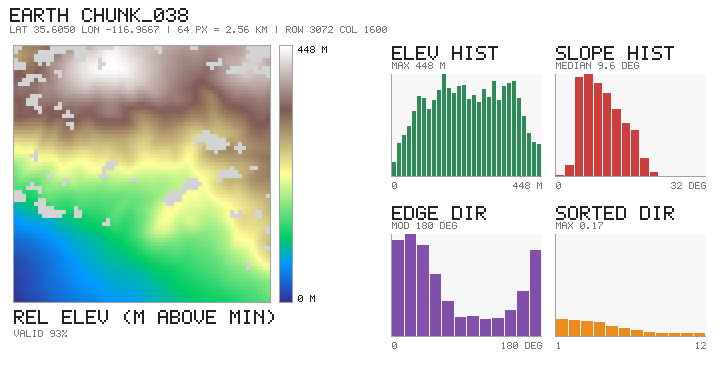 EARTH CHUNK_038
LAT 35.6050 LON -116.9667 | 64 PX = 2.56 KM | ROW 3072 COL 1600
448 M
0 M
REL ELEV (M ABOVE MIN)
VALID 93%
ELEV HIST
MAX 448 M
0 448 M
SLOPE HIST
MEDIAN 9.6 DEG
0 32 DEG
EDGE DIR
MOD 180 DEG
0 180 DEG
SORTED DIR
MAX 0.17
1 12